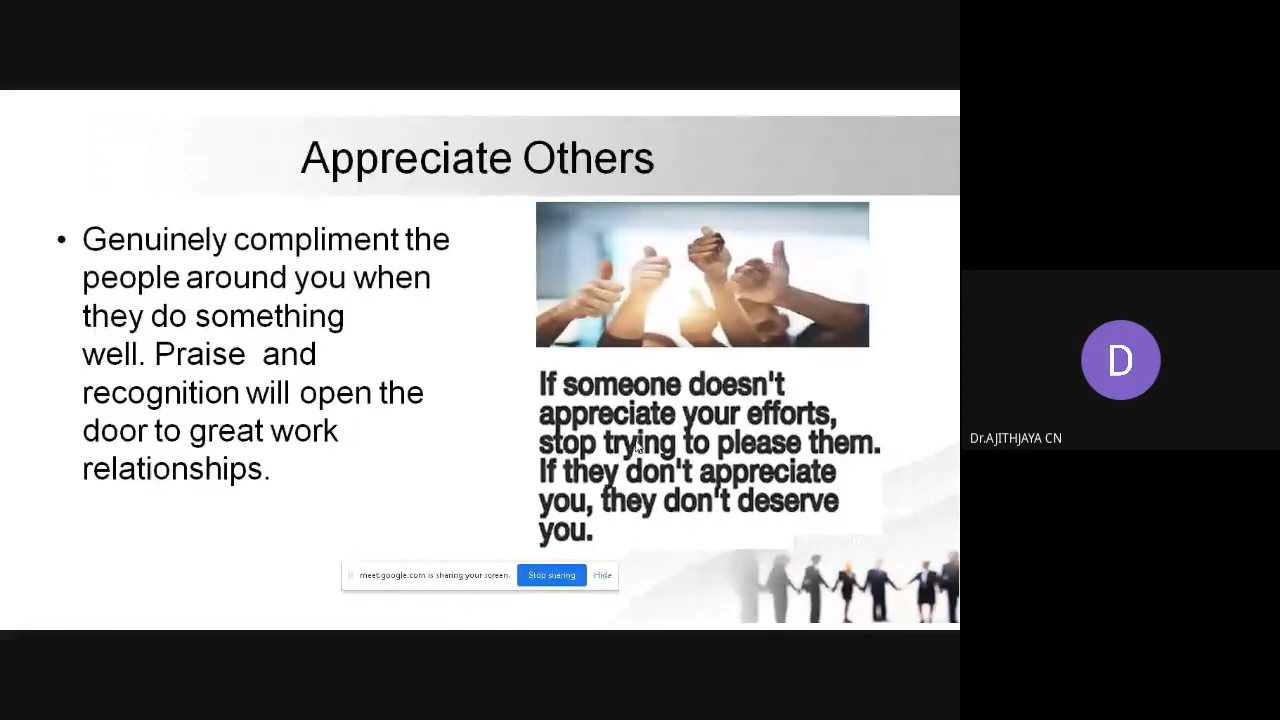 Appreciate Others
• Genuinely compliment the
people around you when
they do something
well. Praise and
recognition will open the
door to great work
relationships.
If someone doesn't
appreciate your efforts,
stop trying to please them.
If they don't appreciate
you, they don't deserve
you.
meet.google.com is sharing your screen. Stop sharing Hide
D
Dr.AJITHJAYA CN